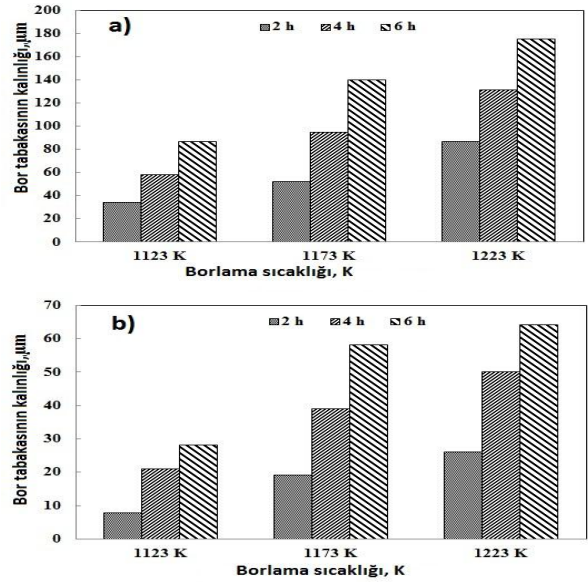 a)
2 h 4 h 6 h
Bor tabakasının kalınlığı,µm
200
180
160
140
120
100
80
60
40
20
0
1123 K 1173 K 1223 K
Borlama sıcaklığı, K
b)
2 h 4 h 6 h
Bor tabakasının kalınlığı,µm
70
60
50
40
30
20
10
0
1123 K 1173 K 1223 K
Borlama sıcaklığı, K